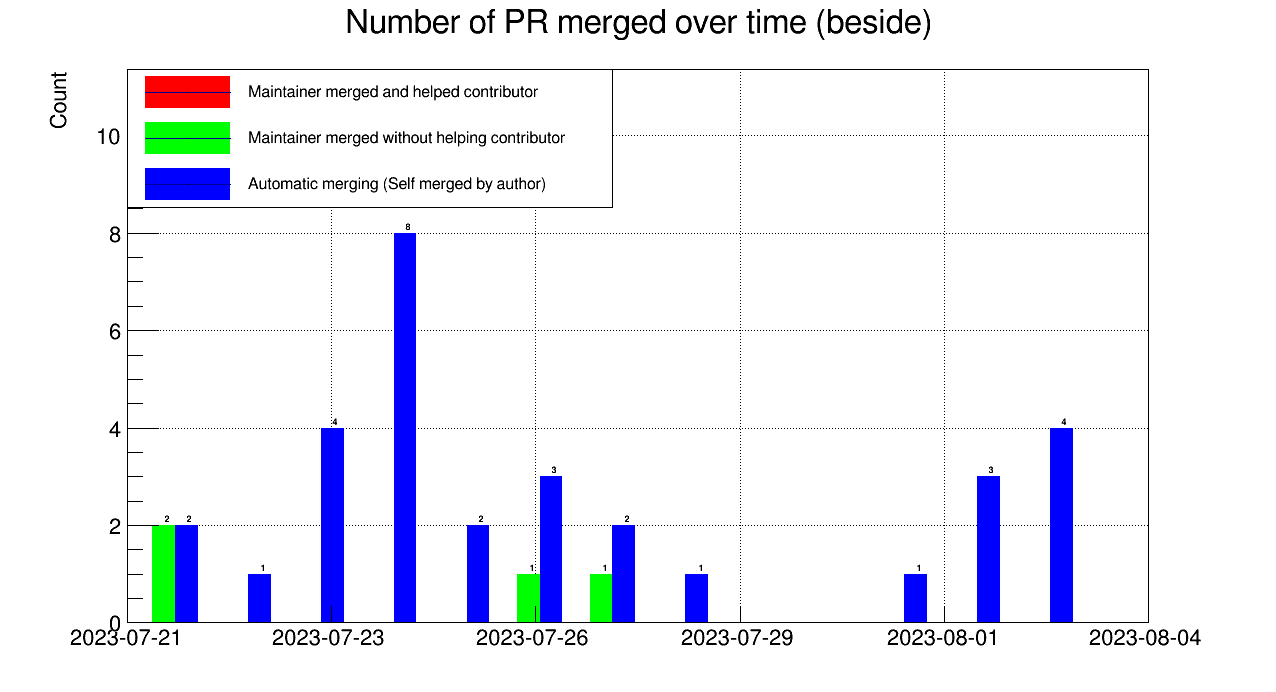 Number of PR merged over time (beside)
Count
Maintainer merged and helped contributor
Maintainer merged without helping contributor
Automatic merging (Self merged by author)
10
8
6
4
2
0
2 2 1 4 8 2 1 3 1 2 1 1 3 4
2023-07-21 2023-07-23 2023-07-26 2023-07-29 2023-08-01 2023-08-04